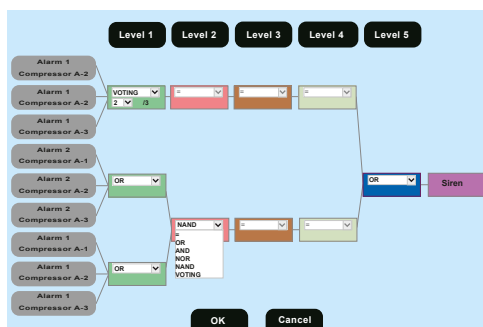 Level 1 Level 2 Level 3 Level 4 Level 5
Alarm 1
Compressor A-2
Alarm 1
Compressor A-2
Alarm 1
Compressor A-3
VOTING = = =
2 /3
Alarm 2
Compressor A-1
Alarm 2
Compressor A-2
Alarm 2
Compressor A-3
OR
OR Siren
Alarm 1
Compressor A-1
Alarm 1
Compressor A-2
Alarm 1
Compressor A-3
OR
NAND = =
=
OR
AND
NOR
NAND
VOTING
OK Cancel